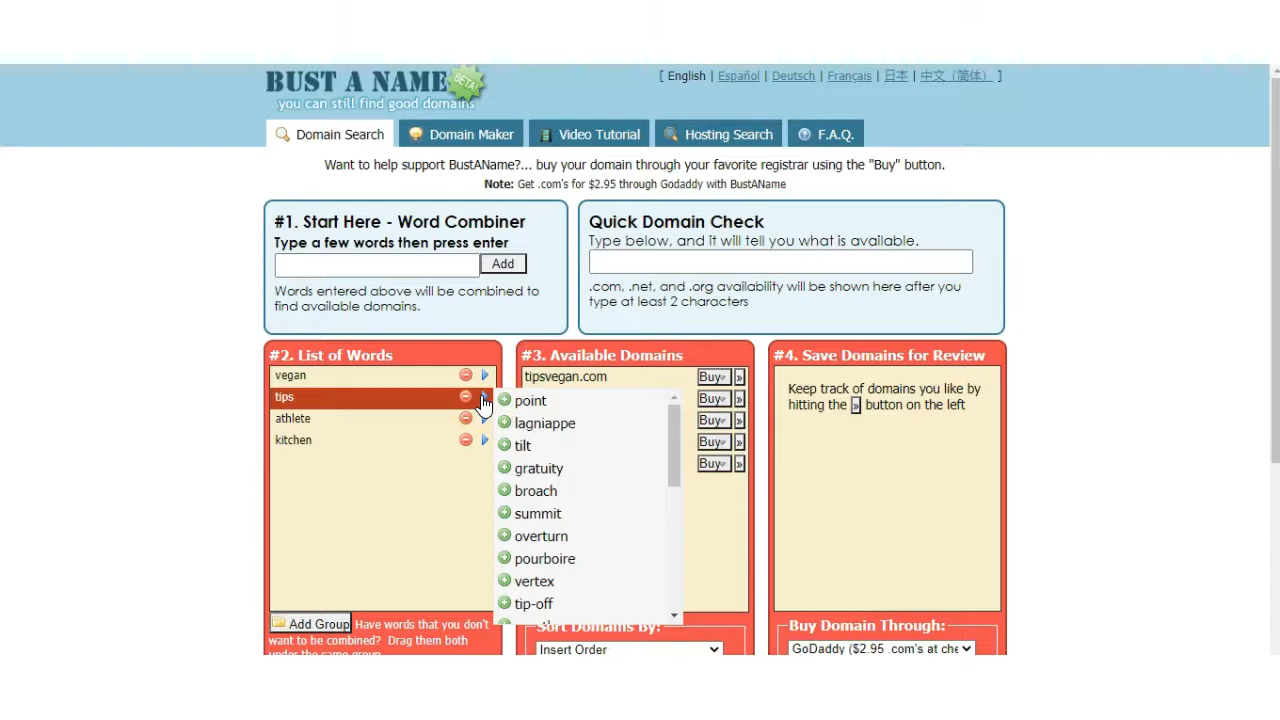 BUST A NAME
BETA!
you can still find good domains
[ English | Español | Deutsch | Français | 日本 | 中文（简体） ]
Domain Search
Domain Maker
Video Tutorial
Hosting Search
F.A.Q.
Want to help support BustAName?... buy your domain through your favorite registrar using the "Buy" button.
Note: Get .com's for $2.95 through Godaddy with BustAName
#1. Start Here - Word Combiner
Type a few words then press enter
Add
Words entered above will be combined to
find available domains.
Quick Domain Check
Type below, and it will tell you what is available.
.com, .net, and .org availability will be shown here after you
type at least 2 characters
#2. List of Words
vegan
tips
athlete
kitchen
Add Group
Have words that you don't
want to be combined? Drag them both
under the same group
#3. Available Domains
tipsvegan.com
Buy »
Buy »
Buy »
Buy »
Buy »
point
lagniappe
tilt
gratuity
broach
summit
overturn
pourboire
vertex
tip-off
Sort Domains By:
Insert Order
#4. Save Domains for Review
Keep track of domains you like by
hitting the » button on the left
Buy Domain Through:
GoDaddy ($2.95 .com's at che